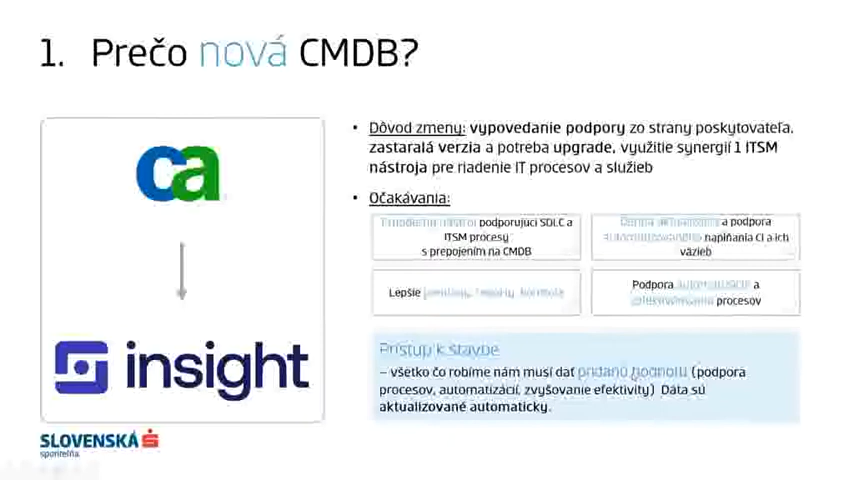 1. Prečo nová CMDB?
ca
insight
• Dôvod zmeny: vypovedanie podpory zo strany poskytovateľa,
zastaralá verzia a potreba upgrade, využitie synergií 1 ITSM
nástroja pre riadenie IT procesov a služieb
• Očakávania:
podporujúci SDLC a
ITSM procesy
s prepojením na CMDB
a podpora
automatizovaného napĺňania CI a ich
väzieb
Lepšie
Podpora automatizácie a
zefektívňovania procesov
Prístup k stavbe
– všetko čo robíme nám musí dať pridanú hodnotu (podpora
procesov, automatizácií, zvyšovanie efektivity) Dáta sú
aktualizované automaticky.
SLOVENSKÁ
sporiteľňa